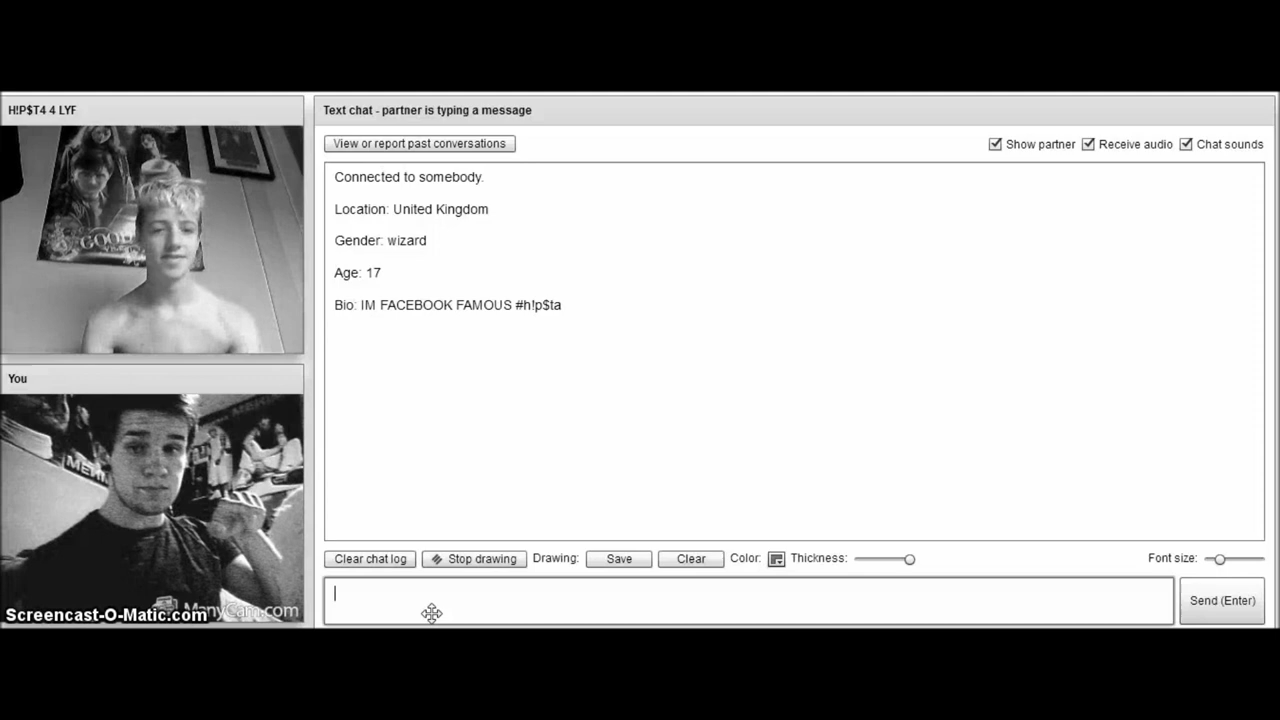 H!P$T4 4 LYF
Text chat - partner is typing a message
View or report past conversations
Show partner
Receive audio
Chat sounds
Connected to somebody.
Location: United Kingdom
Gender: wizard
Age: 17
Bio: IM FACEBOOK FAMOUS #h!p$ta
GOOD
You
Clear chat log
Stop drawing
Drawing:
Save
Clear
Color:
Thickness:
Font size:
Send (Enter)
ManyCam.com
Screencast-O-Matic.com